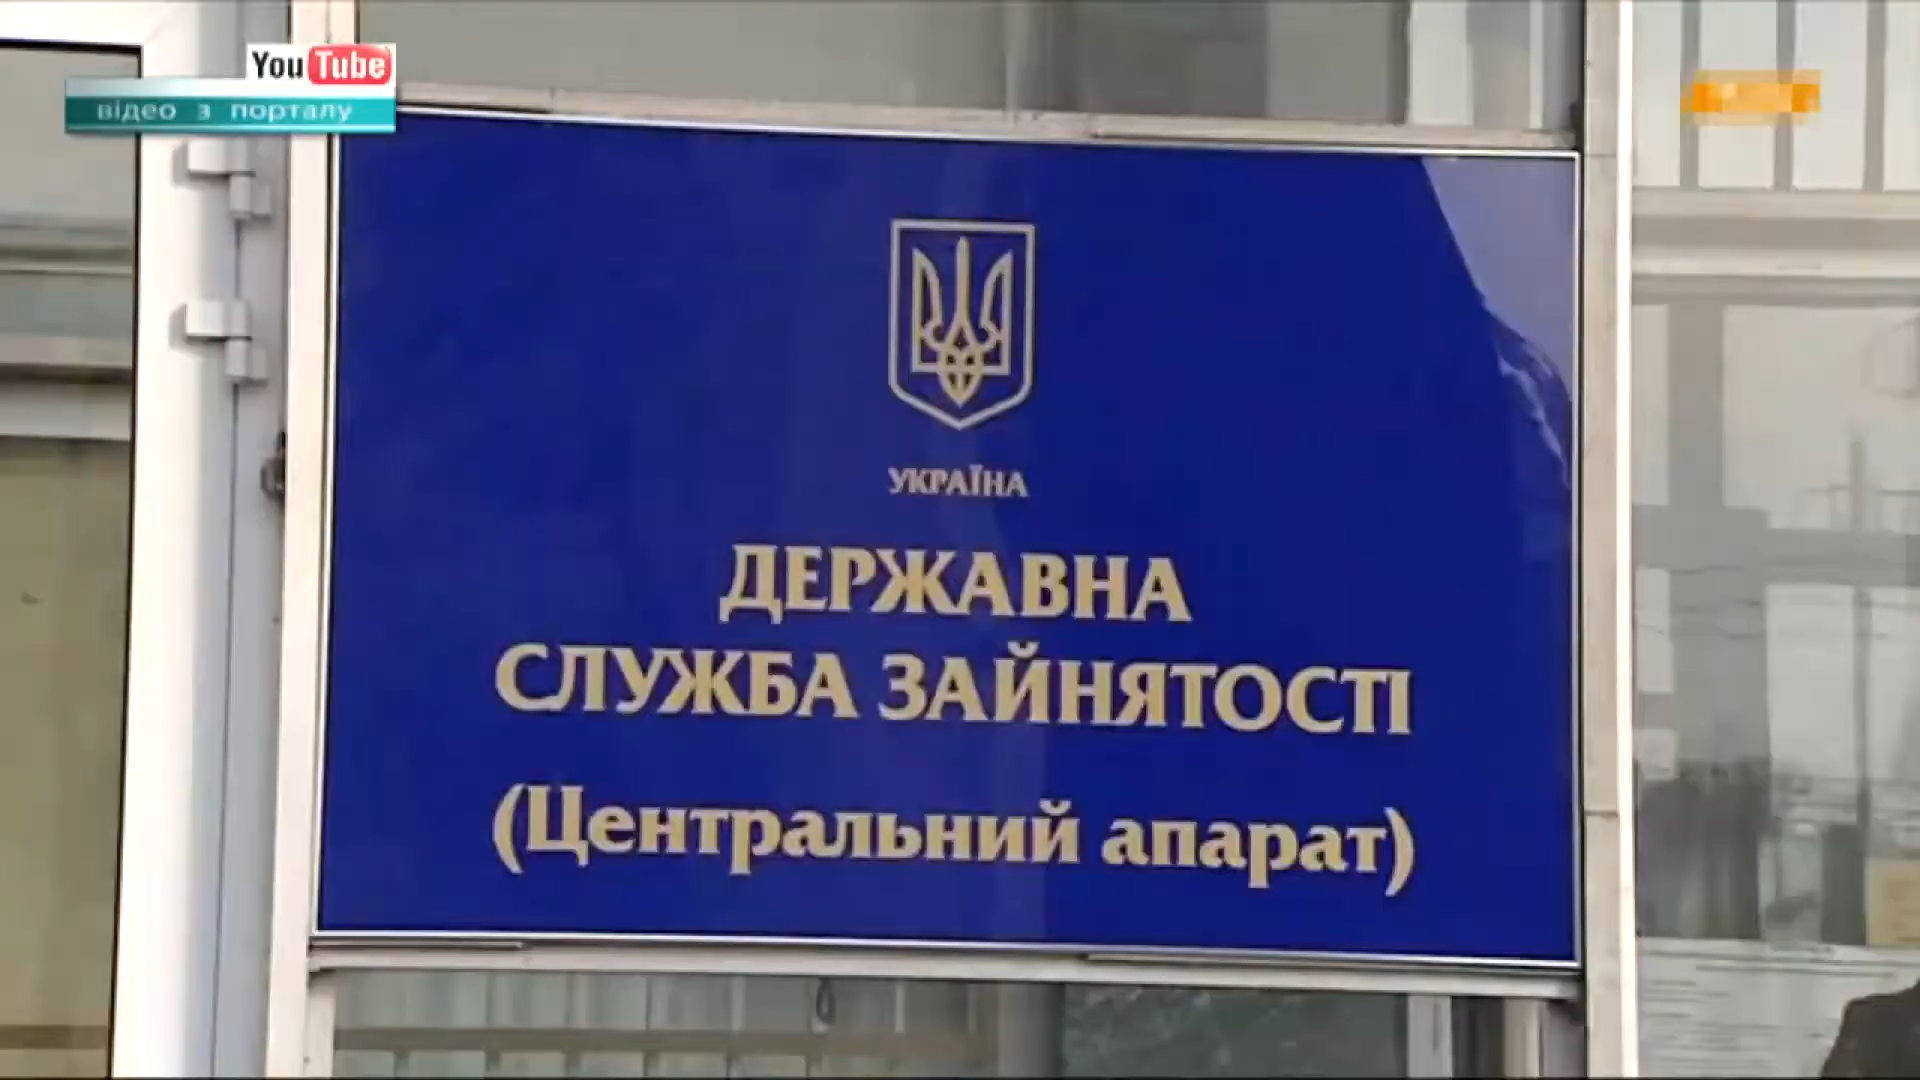 YouTube
відео з порталу
УКРАЇНА
ДЕРЖАВНА
СЛУЖБА ЗАЙНЯТОСТІ
(Центральний апарат)